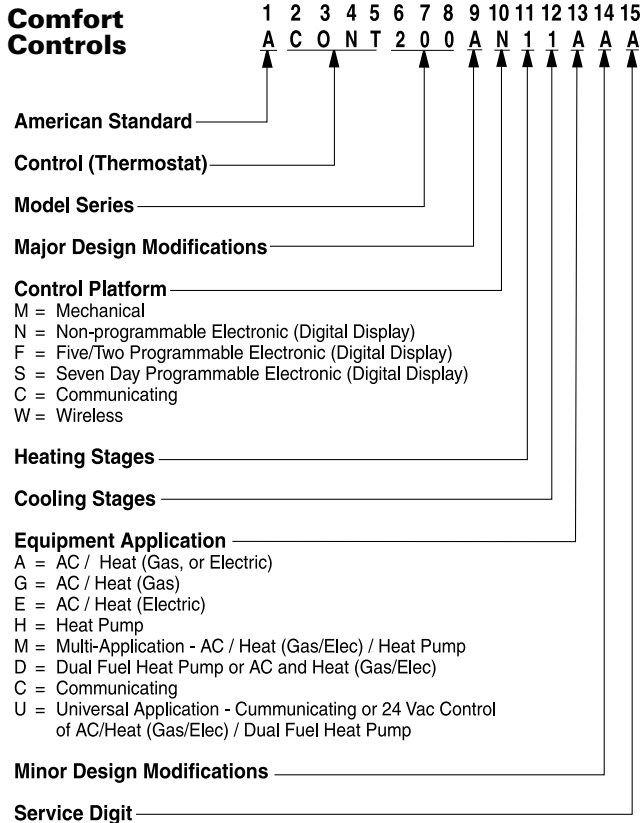 Comfort
Controls
1 2 3 4 5 6 7 8 9 10 11 12 13 14 15
A C O N T 2 0 0 A N 1 1 A A A
American Standard
Control (Thermostat)
Model Series
Major Design Modifications
Control Platform
M = Mechanical
N = Non-programmable Electronic (Digital Display)
F = Five/Two Programmable Electronic (Digital Display)
S = Seven Day Programmable Electronic (Digital Display)
C = Communicating
W = Wireless
Heating Stages
Cooling Stages
Equipment Application
A = AC / Heat (Gas, or Electric)
G = AC / Heat (Gas)
E = AC / Heat (Electric)
H = Heat Pump
M = Multi-Application - AC / Heat (Gas/Elec) / Heat Pump
D = Dual Fuel Heat Pump or AC and Heat (Gas/Elec)
C = Communicating
U = Universal Application - Cummunicating or 24 Vac Control
of AC/Heat (Gas/Elec) / Dual Fuel Heat Pump
Minor Design Modifications
Service Digit